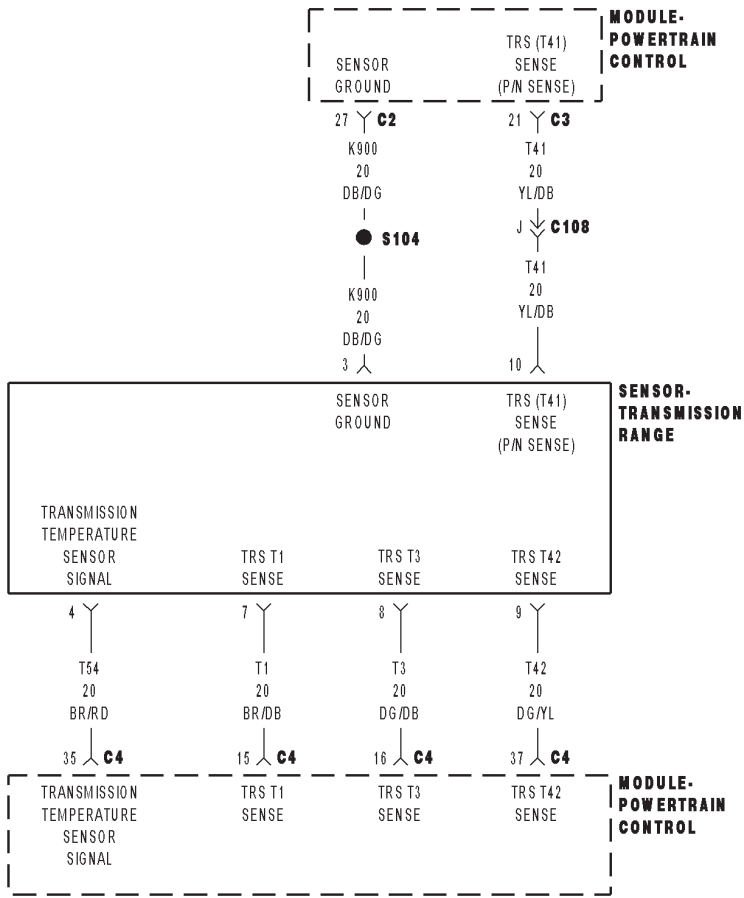 MODULE-
POWERTRAIN
CONTROL
TRS (T41)
SENSOR SENSE
GROUND (P/N SENSE)
27 C2 21 C3
K900 T41
20 20
DB/DG YL/DB
J C108
S104
T41
K900 20
20 YL/DB
DB/DG
3 10
SENSOR-
TRANSMISSION
RANGE
SENSOR TRS (T41)
GROUND SENSE
(P/N SENSE)
TRANSMISSION
TEMPERATURE
SENSOR TRS T1 TRS T3 TRS T42
SIGNAL SENSE SENSE SENSE
4 7 8 9
T54 T1 T3 T42
20 20 20 20
BR/RD BR/DB DG/DB DG/YL
35 C4 15 C4 16 C4 37 C4
MODULE-
POWERTRAIN
CONTROL
TRANSMISSION TRS T1 TRS T3 TRS T42
TEMPERATURE SENSE SENSE SENSE
SENSOR
SIGNAL